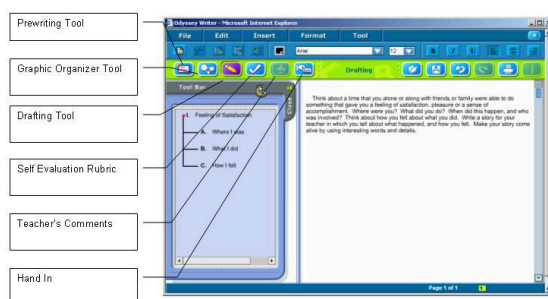 Prewriting Tool
Graphic Organizer Tool
Drafting Tool
Self Evaluation Rubric
Teacher's Comments
Hand In
Odyssey Writer - Microsoft Internet Explorer
File Edit Insert Format Tool
Arial 12 B I U
Drafting
Tool Bar
Close
I. Feeling of Satisfaction
A. Where I was
B. What I did
C. How I felt
Think about a time that you alone or along with friends or family were able to do
something that gave you a feeling of satisfaction, pleasure or a sense of
accomplishment. Where were you? What did you do? When did this happen, and who
was involved? Think about how you felt about what you did. Write a story for your
teacher in which you tell about what happened, and how you felt. Make your story come
alive by using interesting words and details.
Page 1 of 1 1